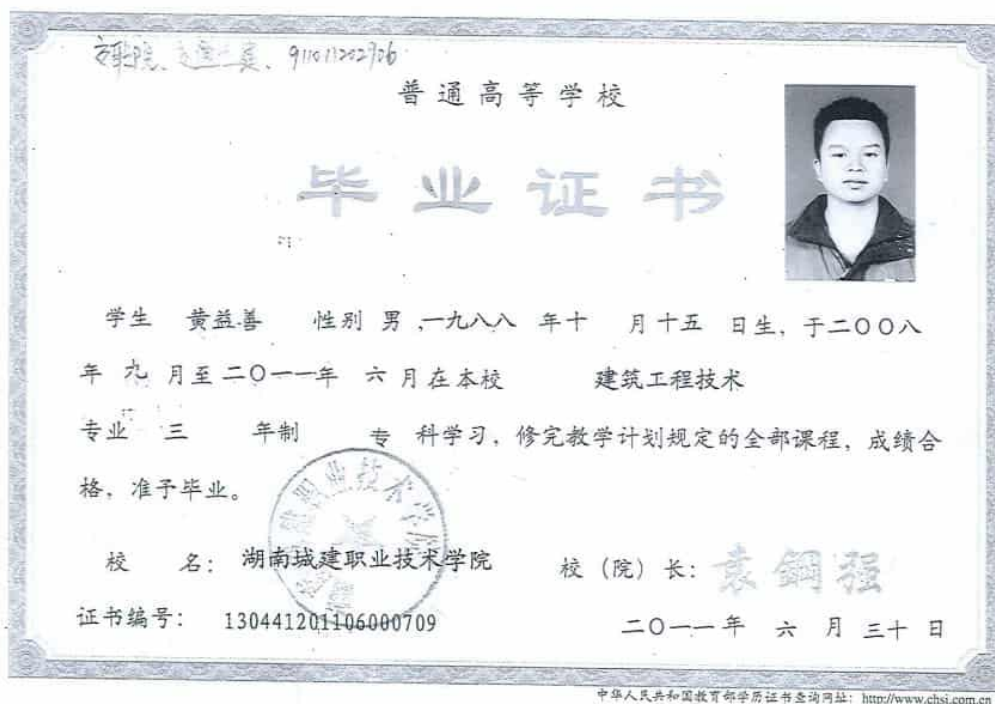 911011202906
普通高等学校
毕业证书
学生 黄益善 性别 男 ,一九八八 年十 月十五 日生, 于二〇〇八
年 九 月至二〇一一年 六月在本校 建筑工程技术
专业 三 年制 专 科学习, 修完教学计划规定的全部课程, 成绩合
格, 准予毕业。
校 名: 湖南城建职业技术学院 校 (院) 长: 袁鋼强
证书编号: 130441201106000709 二〇一一年 六 月 三十 日
中华人民共和国教育部学历证书查询网址: http://www.chsi.com.cn